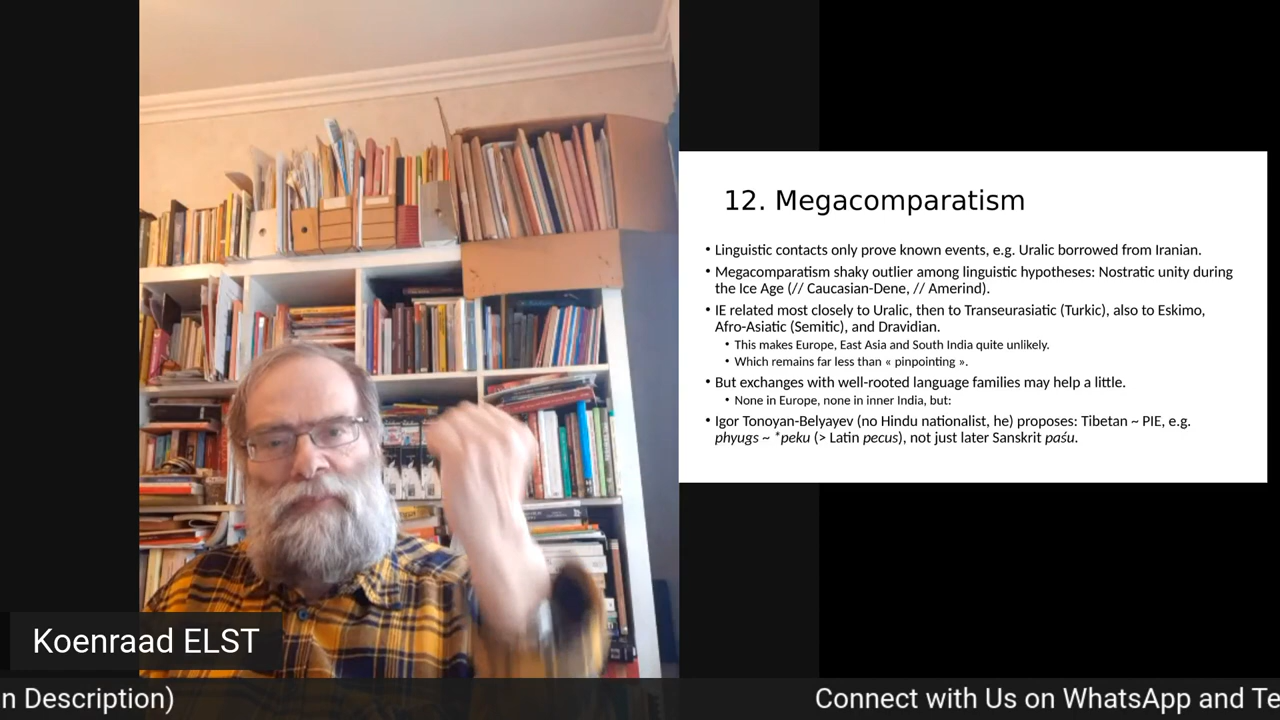 12. Megacomparatism
• Linguistic contacts only prove known events, e.g. Uralic borrowed from Iranian.
• Megacomparatism shaky outlier among linguistic hypotheses: Nostratic unity during
the Ice Age (// Caucasian-Dene, // Amerind).
• IE related most closely to Uralic, then to Transeurasiatic (Turkic), also to Eskimo,
Afro-Asiatic (Semitic), and Dravidian.
• This makes Europe, East Asia and South India quite unlikely.
• Which remains far less than « pinpointing ».
• But exchanges with well-rooted language families may help a little.
• None in Europe, none in inner India, but:
• Igor Tonoyan-Belyayev (no Hindu nationalist, he) proposes: Tibetan ~ PIE, e.g.
phyugs ~ *peku (> Latin pecus), not just later Sanskrit paśu.
Koenraad ELST
n Description)
Connect with Us on WhatsApp and Te